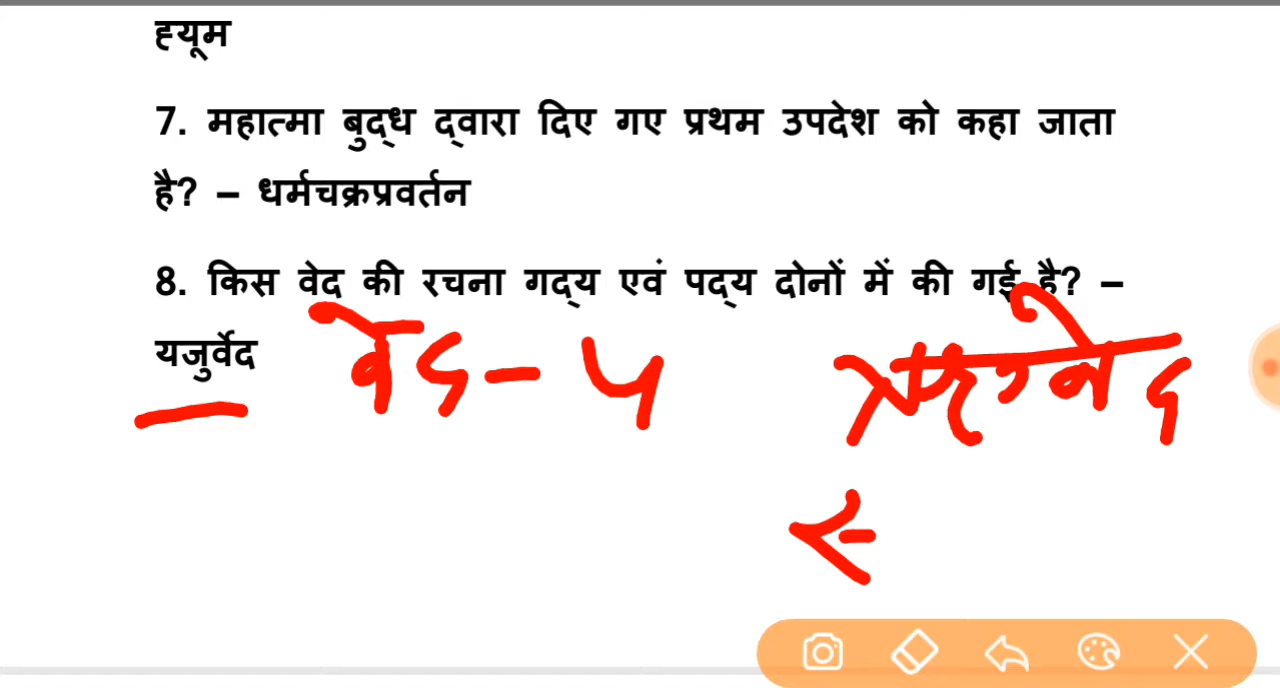 ह्यूम
7. महात्मा बुद्ध द्वारा दिए गए प्रथम उपदेश को कहा जाता
है? – धर्मचक्रप्रवर्तन
8. किस वेद की रचना गद्य एवं पद्य दोनों में की गई है? –
यजुर्वेद
वेद - 4
ऋग्वेद